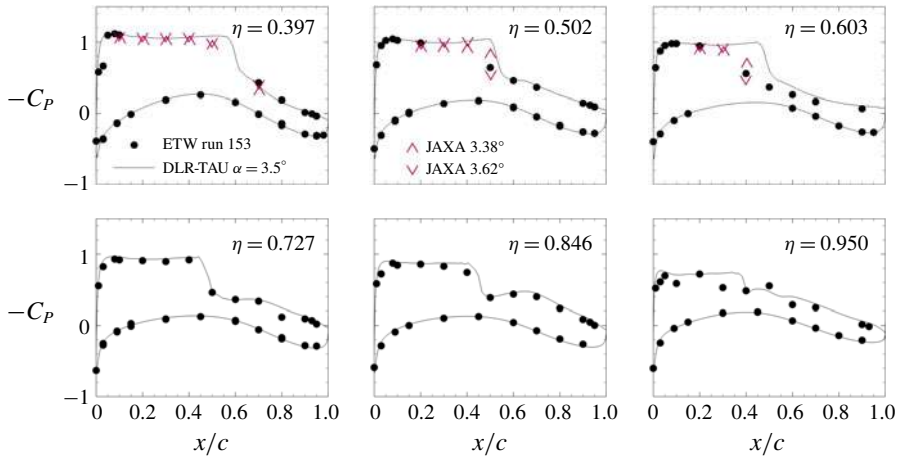 η = 0.397
η = 0.502
η = 0.603
1
−C_P
0
−1
ETW run 153
DLR-TAU α = 3.5°
JAXA 3.38°
JAXA 3.62°
η = 0.727
η = 0.846
η = 0.950
1
−C_P
0
−1
0 0.2 0.4 0.6 0.8 1.0
0 0.2 0.4 0.6 0.8 1.0
0 0.2 0.4 0.6 0.8 1.0
x/c
x/c
x/c